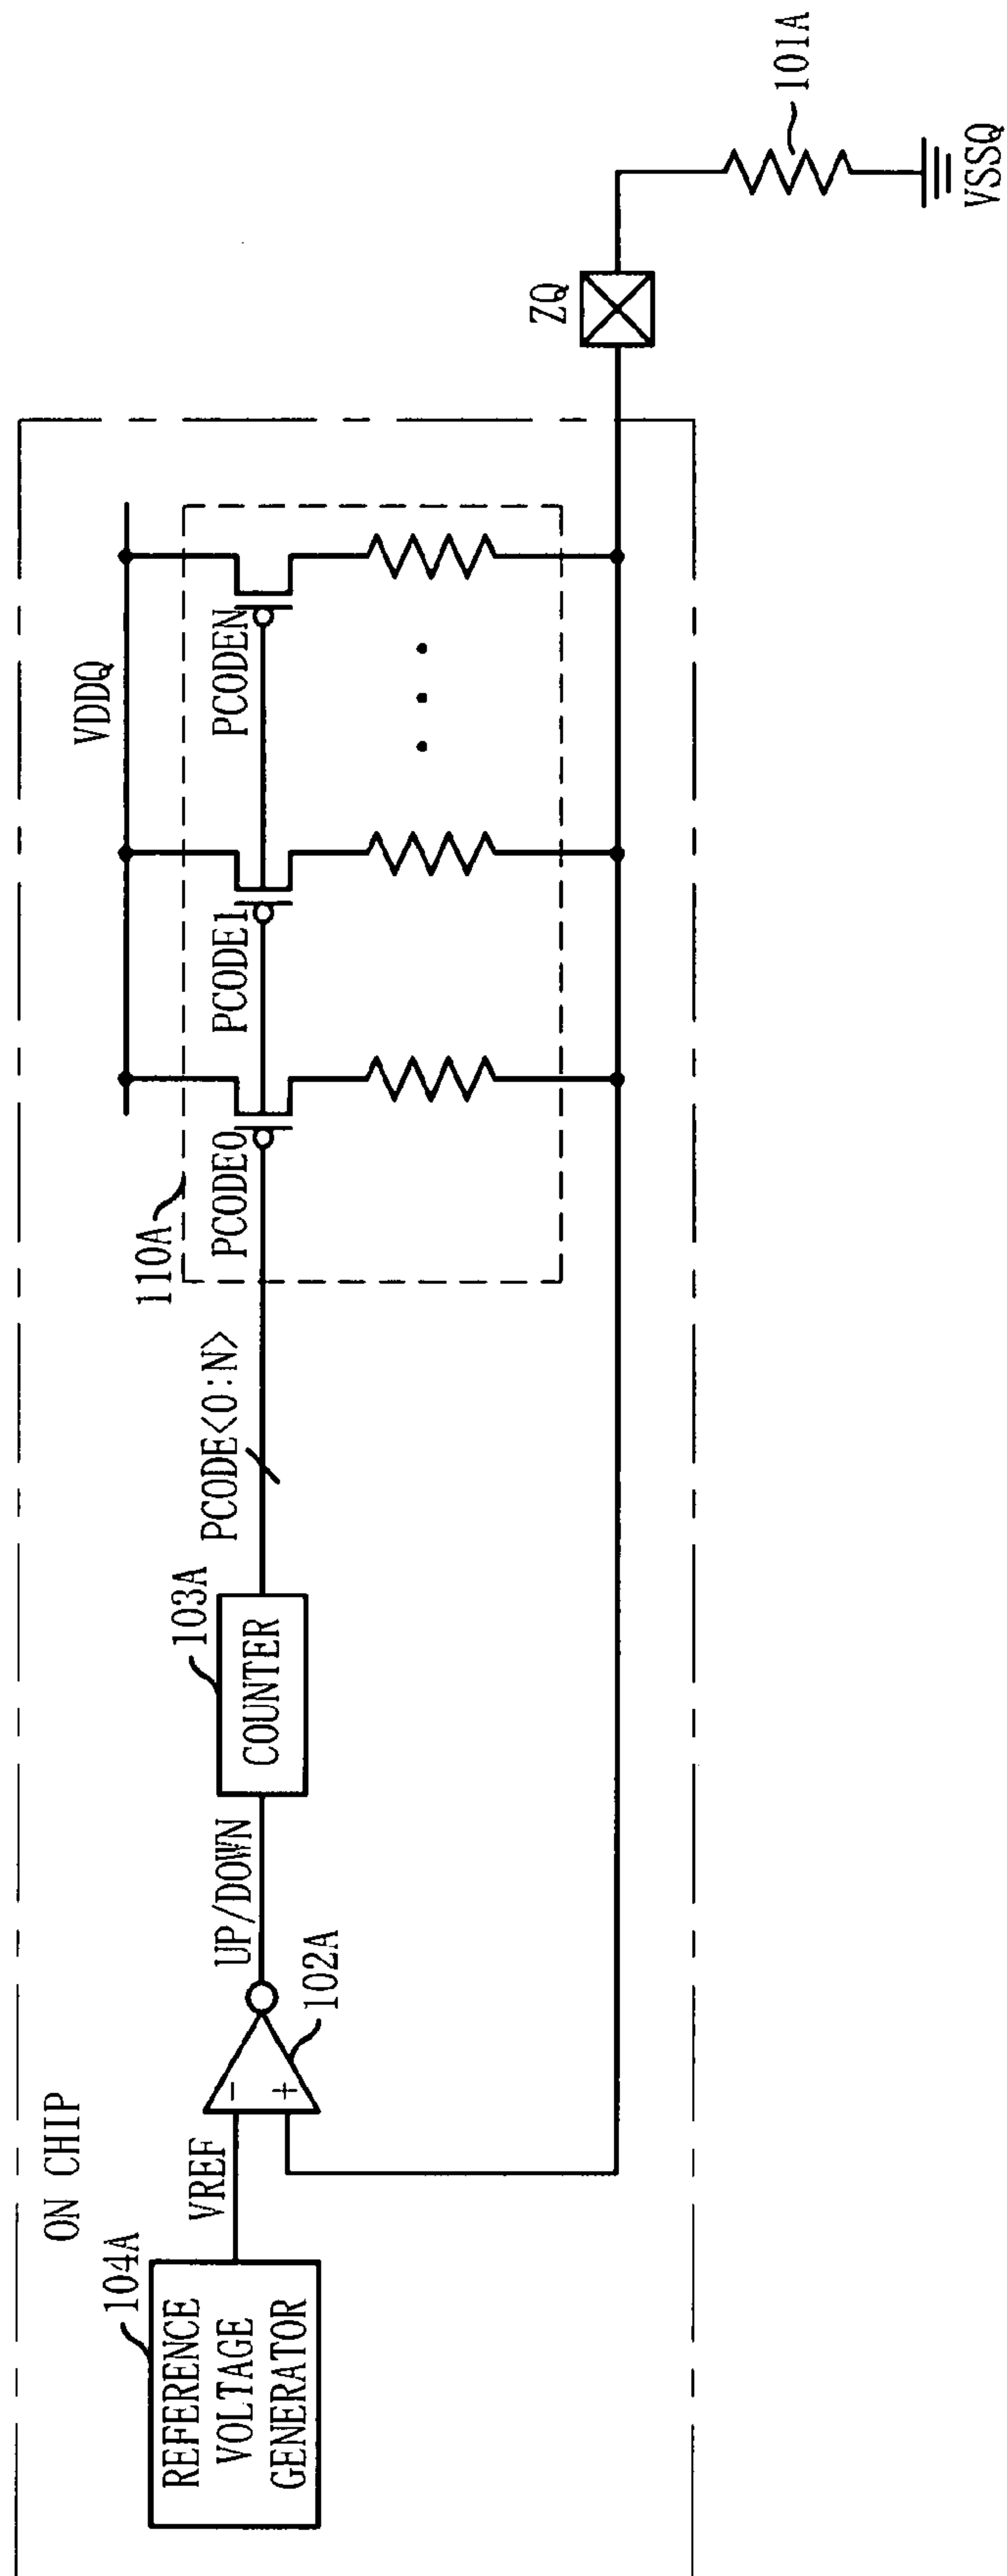 ON CHIP
104A
REFERENCE
VOLTAGE
GENERATOR
VREF
-
+
102A
UP/DOWN
103A
COUNTER
PCODE<0:N>
110A
VDDQ
PCODE0
PCODE1
PCODEN
ZQ
101A
VSSQ